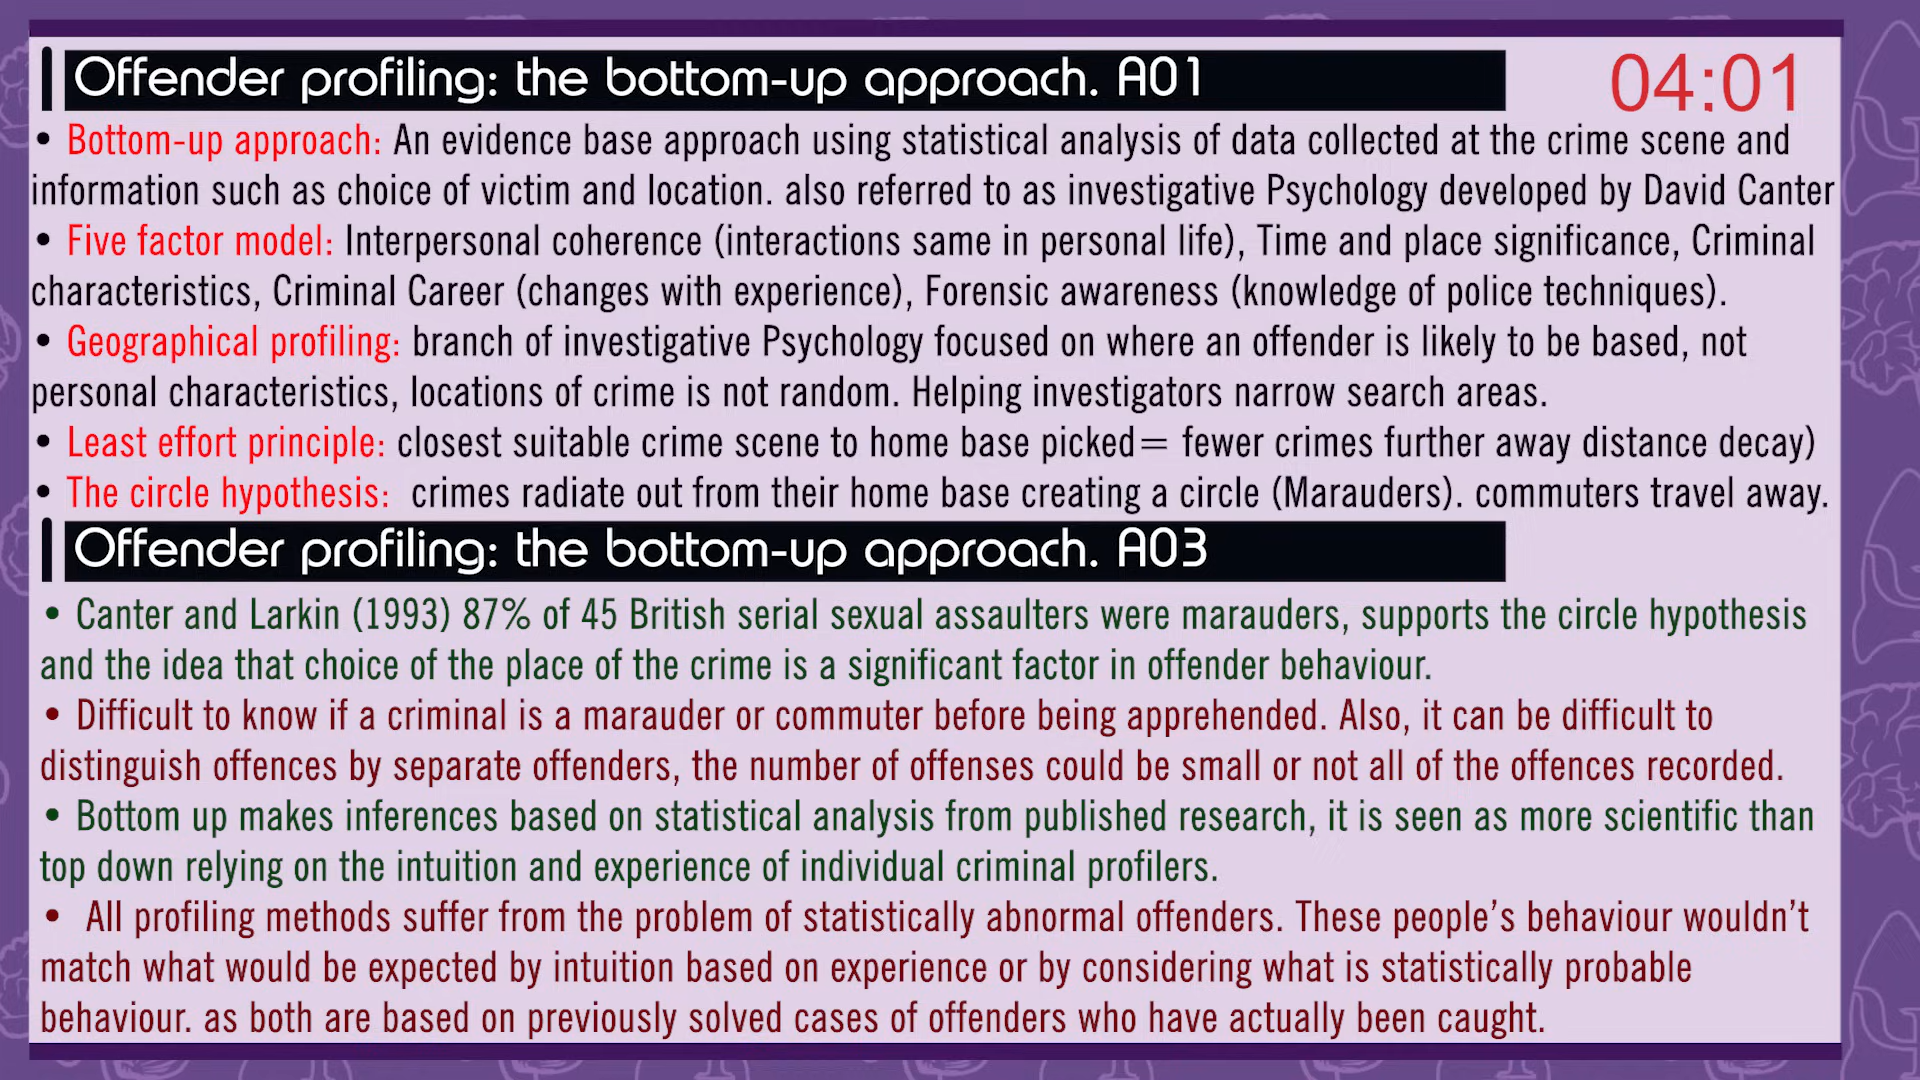 Offender profiling: the bottom-up approach. A01
04:01
• Bottom-up approach: An evidence base approach using statistical analysis of data collected at the crime scene and
information such as choice of victim and location. also referred to as investigative Psychology developed by David Canter
• Five factor model: Interpersonal coherence (interactions same in personal life), Time and place significance, Criminal
characteristics, Criminal Career (changes with experience), Forensic awareness (knowledge of police techniques).
• Geographical profiling: branch of investigative Psychology focused on where an offender is likely to be based, not
personal characteristics, locations of crime is not random. Helping investigators narrow search areas.
• Least effort principle: closest suitable crime scene to home base picked= fewer crimes further away distance decay)
• The circle hypothesis: crimes radiate out from their home base creating a circle (Marauders). commuters travel away.
Offender profiling: the bottom-up approach. A03
• Canter and Larkin (1993) 87% of 45 British serial sexual assaulters were marauders, supports the circle hypothesis
and the idea that choice of the place of the crime is a significant factor in offender behaviour.
• Difficult to know if a criminal is a marauder or commuter before being apprehended. Also, it can be difficult to
distinguish offences by separate offenders, the number of offenses could be small or not all of the offences recorded.
• Bottom up makes inferences based on statistical analysis from published research, it is seen as more scientific than
top down relying on the intuition and experience of individual criminal profilers.
• All profiling methods suffer from the problem of statistically abnormal offenders. These people’s behaviour wouldn’t
match what would be expected by intuition based on experience or by considering what is statistically probable
behaviour. as both are based on previously solved cases of offenders who have actually been caught.